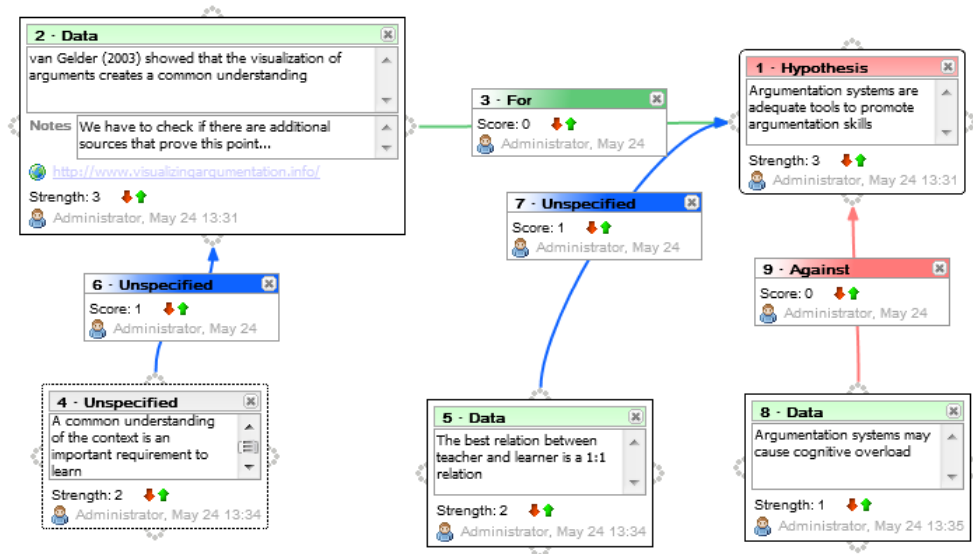 2 - Data
van Gelder (2003) showed that the visualization of
arguments creates a common understanding
Notes
We have to check if there are additional
sources that prove this point...
http://www.visualizingargumentation.info/
Strength: 3
Administrator, May 24 13:31
1 - Hypothesis
Argumentation systems are
adequate tools to promote
argumentation skills
Strength: 3
Administrator, May 24 13:31
3 - For
Score: 0
Administrator, May 24
7 - Unspecified
Score: 1
Administrator, May 24
6 - Unspecified
Score: 1
Administrator, May 24
9 - Against
Score: 0
Administrator, May 24
4 - Unspecified
A common understanding
of the context is an
important requirement to
learn
Strength: 2
Administrator, May 24 13:34
5 - Data
The best relation between
teacher and learner is a 1:1
relation
Strength: 2
Administrator, May 24 13:34
8 - Data
Argumentation systems may
cause cognitive overload
Strength: 1
Administrator, May 24 13:35